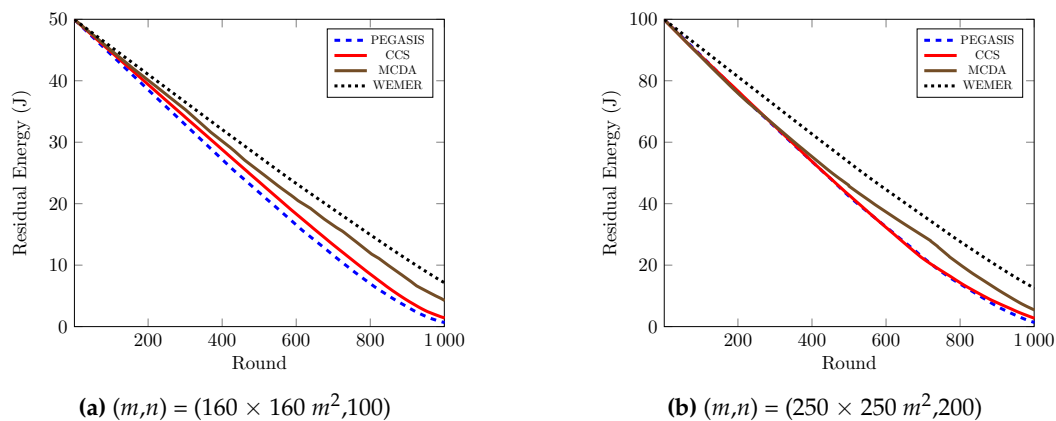 50
40
30
20
10
0
Residual Energy (J)
200 400 600 800 1 000
Round
PEGASIS
CCS
MCDA
WEMER
(a) (m,n) = (160 × 160 m²,100)
100
80
60
40
20
0
Residual Energy (J)
200 400 600 800 1 000
Round
PEGASIS
CCS
MCDA
WEMER
(b) (m,n) = (250 × 250 m²,200)